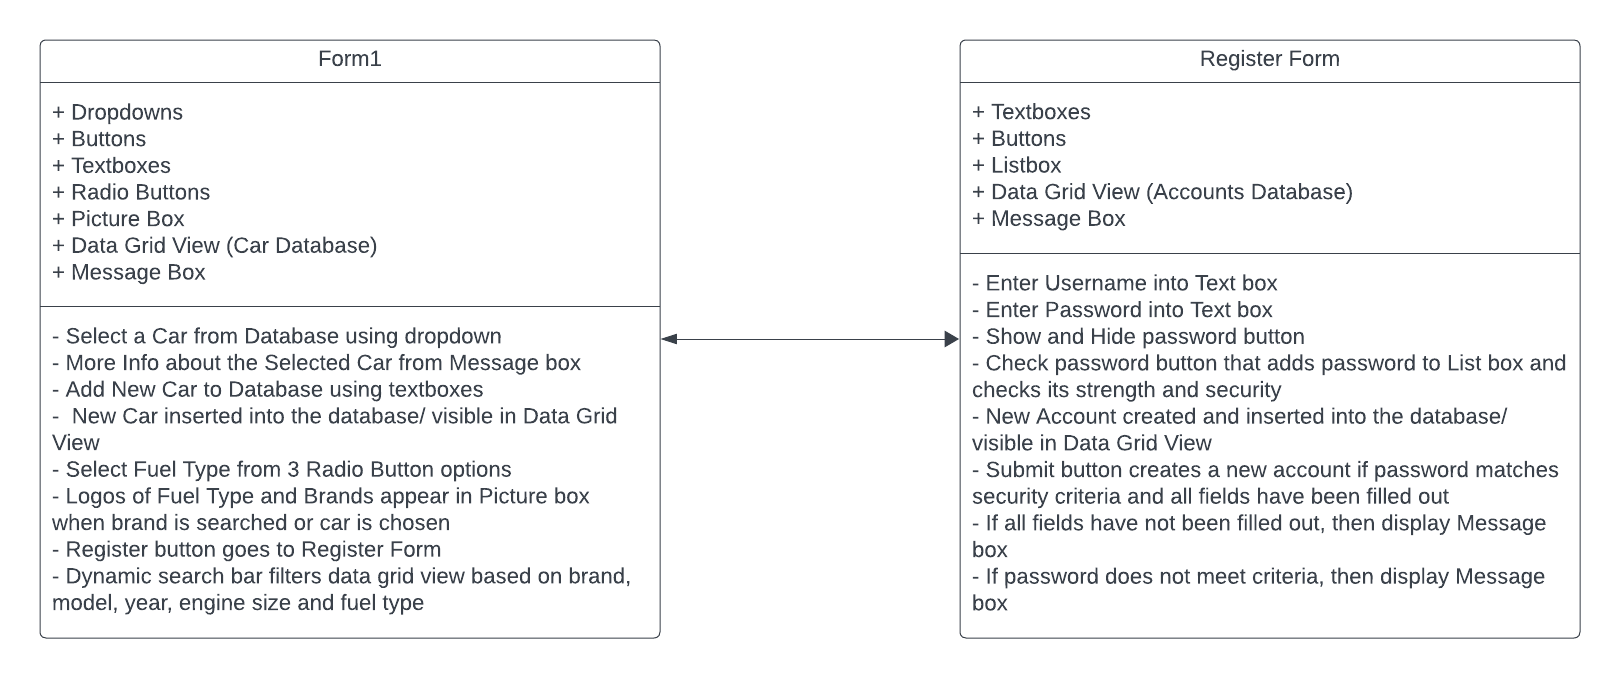 Form1
+ Dropdowns
+ Buttons
+ Textboxes
+ Radio Buttons
+ Picture Box
+ Data Grid View (Car Database)
+ Message Box
- Select a Car from Database using dropdown
- More Info about the Selected Car from Message box
- Add New Car to Database using textboxes
-  New Car inserted into the database/ visible in Data Grid
View
- Select Fuel Type from 3 Radio Button options
- Logos of Fuel Type and Brands appear in Picture box
when brand is searched or car is chosen
- Register button goes to Register Form
- Dynamic search bar filters data grid view based on brand,
model, year, engine size and fuel type
Register Form
+ Textboxes
+ Buttons
+ Listbox
+ Data Grid View (Accounts Database)
+ Message Box
- Enter Username into Text box
- Enter Password into Text box
- Show and Hide password button
- Check password button that adds password to List box and
checks its strength and security
- New Account created and inserted into the database/
visible in Data Grid View
- Submit button creates a new account if password matches
security criteria and all fields have been filled out
- If all fields have not been filled out, then display Message
box
- If password does not meet criteria, then display Message
box